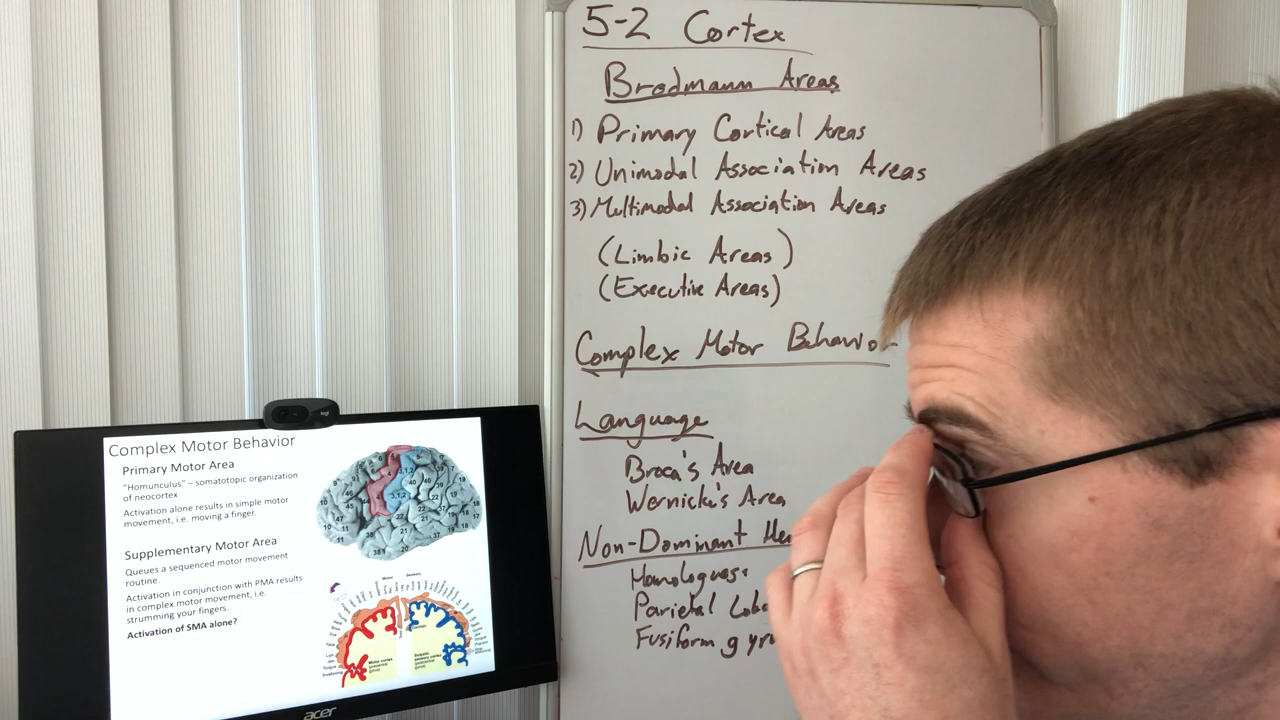 5-2 Cortex
Brodmann Areas
1) Primary Cortical Areas
2) Unimodal Association Areas
3) Multimodal Association Areas
(Limbic Areas)
(Executive Areas)
Complex Motor Behavior
Language
Broca's Area
Wernicke's Area
Non-Dominant
Homologues:
Parietal
Fusiform
Complex Motor Behavior
Primary Motor Area
"Homunculus" – somatotopic organization
of neocortex
Activation alone results in simple motor
movement, i.e. moving a finger.
Supplementary Motor Area
Queues a sequenced motor movement
routine.
Activation in conjunction with PMA results
in complex motor movement, i.e.
strumming your fingers.
Activation of SMA alone?
acer